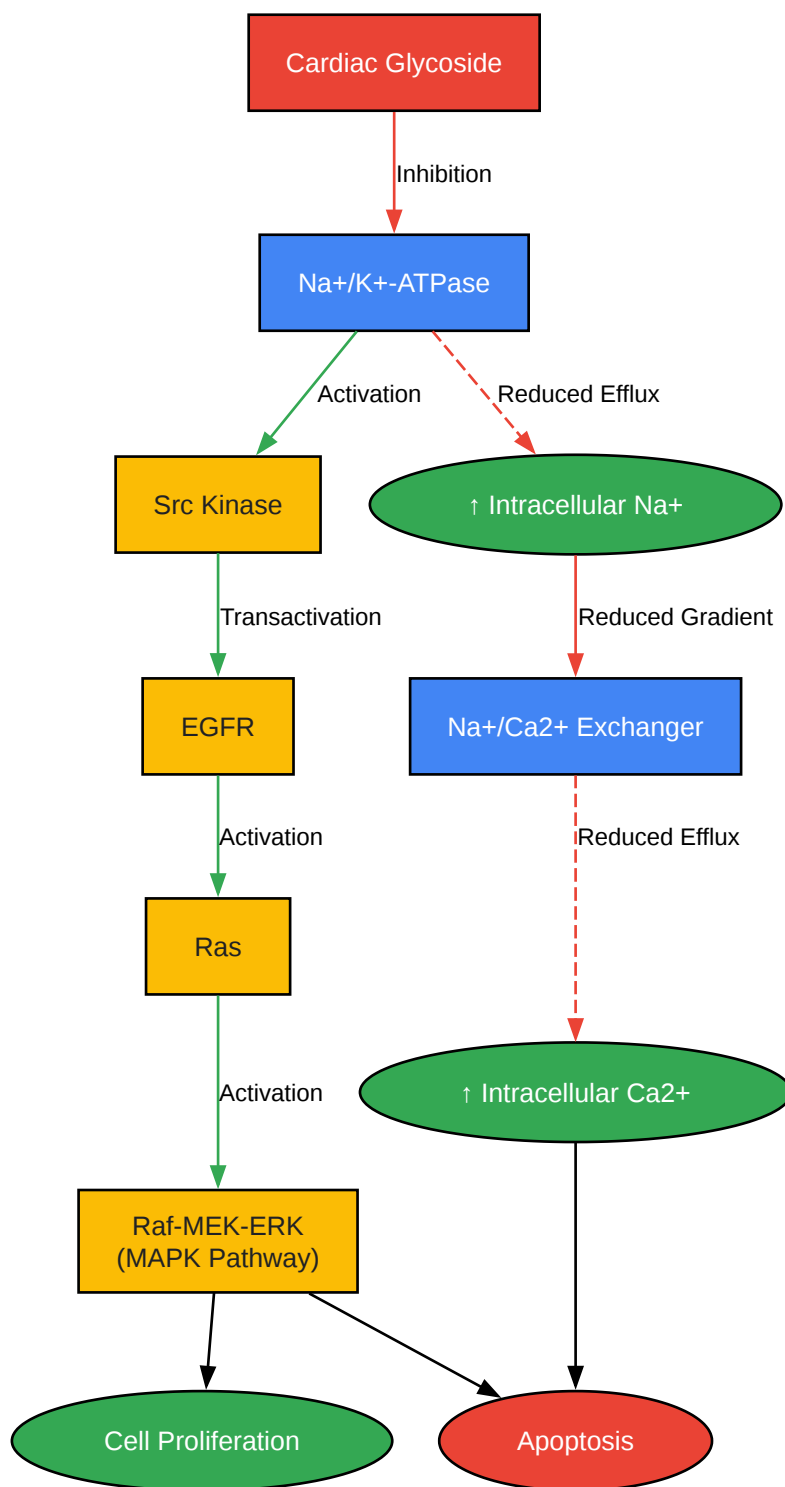 Cardiac Glycoside
Inhibition
Na+/K+-ATPase
Activation
Reduced Efflux
Src Kinase
↑ Intracellular Na+
Transactivation
Reduced Gradient
EGFR
Na+/Ca2+ Exchanger
Activation
Reduced Efflux
Ras
Activation
↑ Intracellular Ca2+
Raf-MEK-ERK
(MAPK Pathway)
Cell Proliferation
Apoptosis